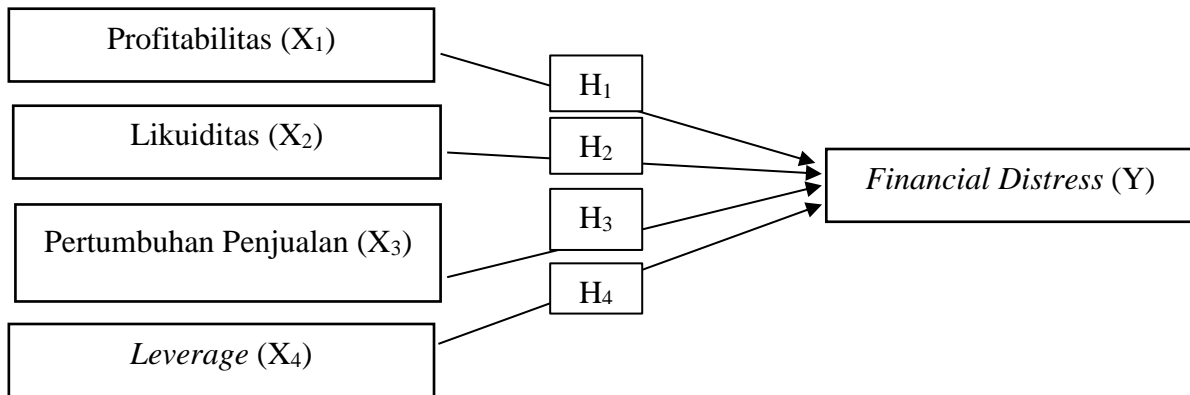 Profitabilitas (X₁)
H₁
Likuiditas (X₂)
H₂
Financial Distress (Y)
Pertumbuhan Penjualan (X₃)
H₃
H₄
Leverage (X₄)